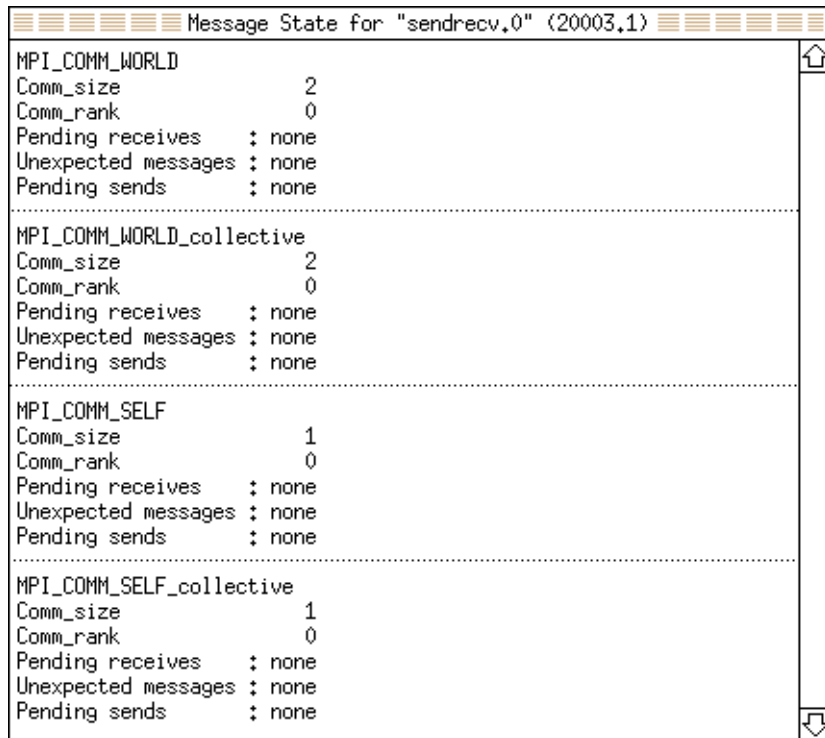 Message State for "sendrecv.0" (20003.1)
MPI_COMM_WORLD
Comm_size 2
Comm_rank 0
Pending receives : none
Unexpected messages : none
Pending sends : none
MPI_COMM_WORLD_collective
Comm_size 2
Comm_rank 0
Pending receives : none
Unexpected messages : none
Pending sends : none
MPI_COMM_SELF
Comm_size 1
Comm_rank 0
Pending receives : none
Unexpected messages : none
Pending sends : none
MPI_COMM_SELF_collective
Comm_size 1
Comm_rank 0
Pending receives : none
Unexpected messages : none
Pending sends : none